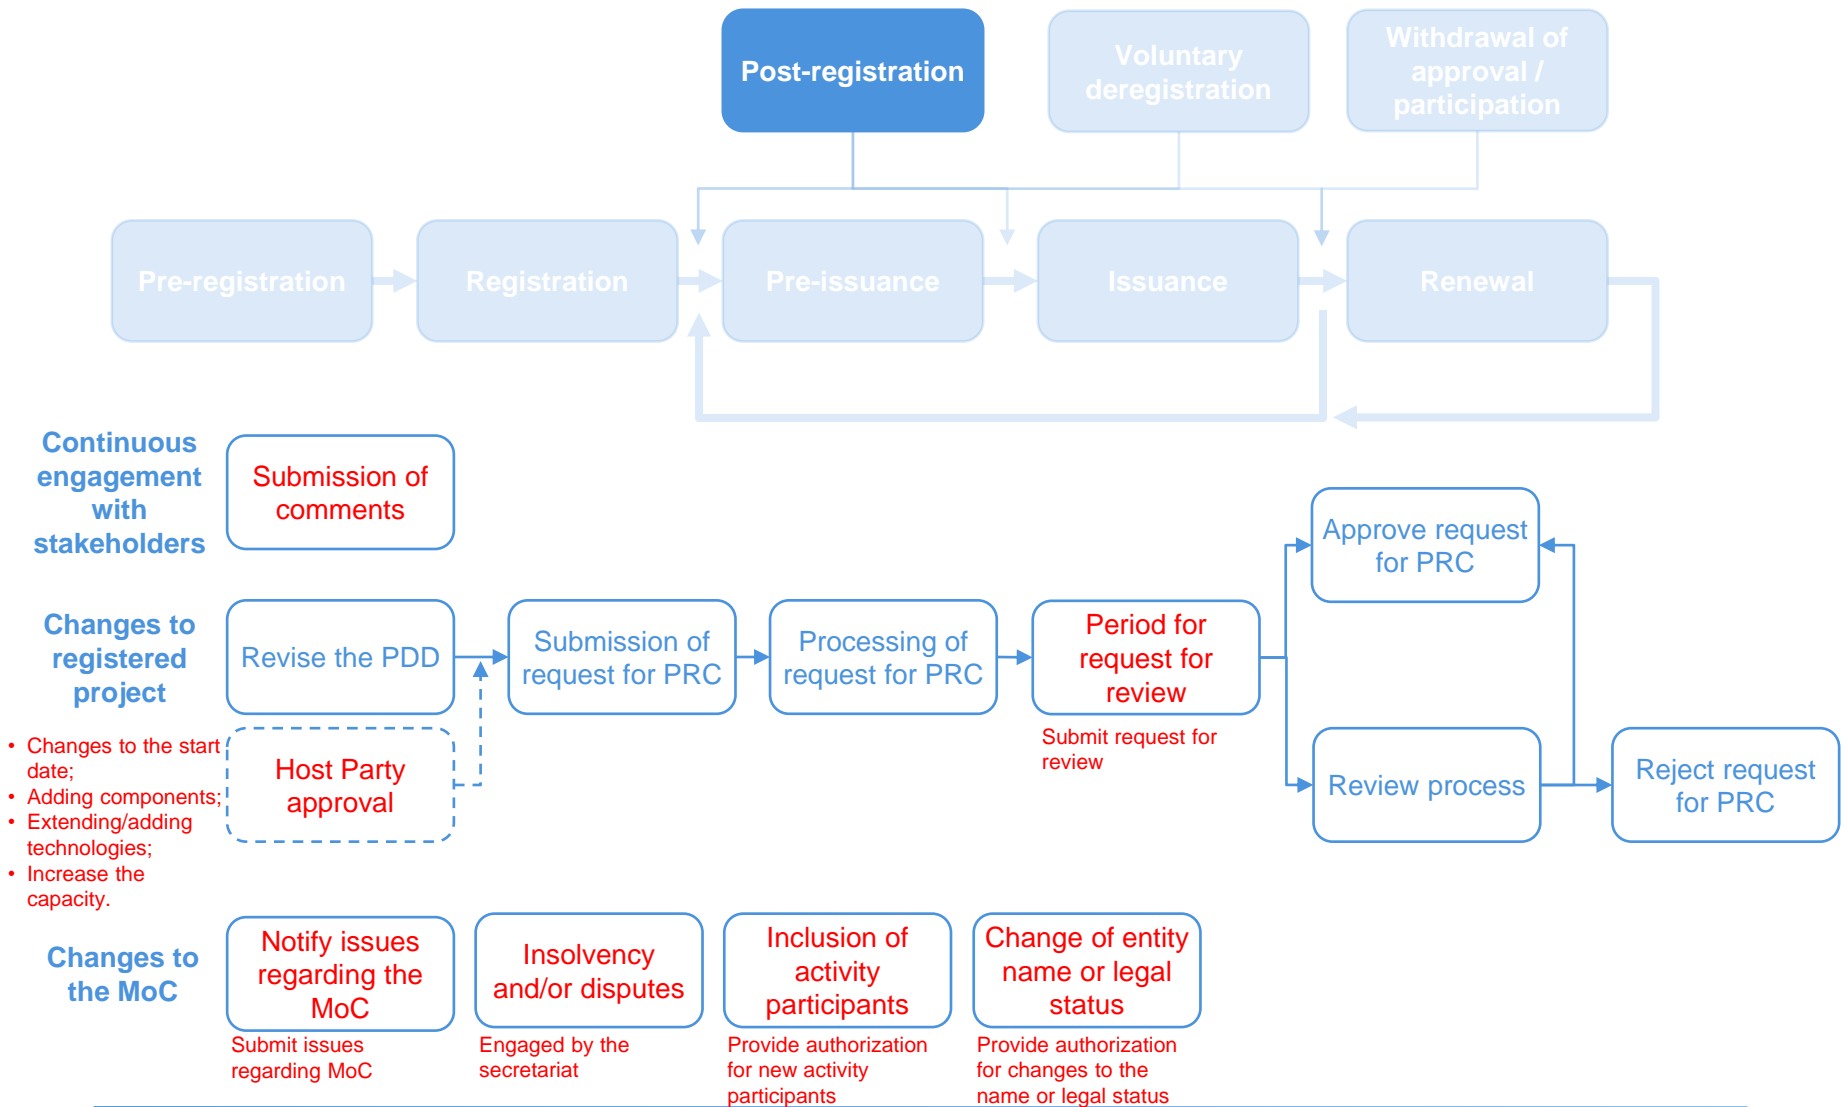 Post-registration
Voluntary
deregistration
Withdrawal of
approval /
participation
Pre-registration
Registration
Pre-issuance
Issuance
Renewal
Continuous
engagement
with
stakeholders
Submission of
comments
Changes to
registered
project
Revise the PDD
Submission of
request for PRC
Processing of
request for PRC
Period for
request for
review
Submit request for
review
Approve request
for PRC
Review process
Reject request
for PRC
• Changes to the start
date;
• Adding components;
• Extending/adding
technologies;
• Increase the
capacity.
Host Party
approval
Changes to
the MoC
Notify issues
regarding the
MoC
Submit issues
regarding MoC
Insolvency
and/or disputes
Engaged by the
secretariat
Inclusion of
activity
participants
Provide authorization
for new activity
participants
Change of entity
name or legal
status
Provide authorization
for changes to the
name or legal status